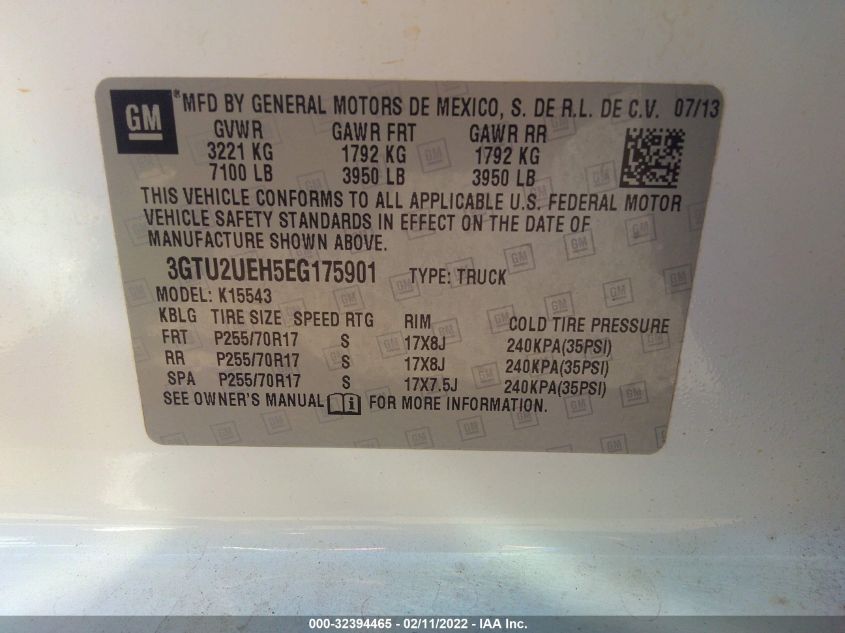 GM ® MFD BY GENERAL MOTORS DE MEXICO, S. DE R.L. DE C.V. 07/13
GVWR GAWR FRT GAWR RR
3221 KG 1792 KG 1792 KG
7100 LB 3950 LB 3950 LB
THIS VEHICLE CONFORMS TO ALL APPLICABLE U.S. FEDERAL MOTOR
VEHICLE SAFETY STANDARDS IN EFFECT ON THE DATE OF
MANUFACTURE SHOWN ABOVE.
3GTU2UEH5EG175901 TYPE: TRUCK
MODEL: K15543
KBLG TIRE SIZE SPEED RTG RIM COLD TIRE PRESSURE
FRT P255/70R17 S 17X8J 240KPA(35PSI)
RR P255/70R17 S 17X8J 240KPA(35PSI)
SPA P255/70R17 S 17X7.5J 240KPA(35PSI)
SEE OWNER'S MANUAL i FOR MORE INFORMATION.
000-32394465 - 02/11/2022 - IAA Inc.